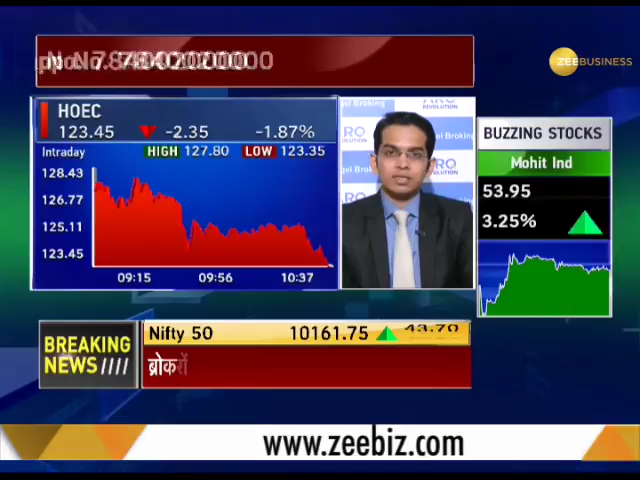 ZEEBUSINESS
HOEC
123.45 -2.35 -1.87%
Intraday HIGH 127.80 LOW 123.35
128.43
126.77
125.11
123.45
09:15 09:56 10:37
Broking
REVOLUTION
BUZZING STOCKS
Mohit Ind
53.95
3.25%
BREAKING
NEWS
Nifty 50 10161.75
www.zeebiz.com